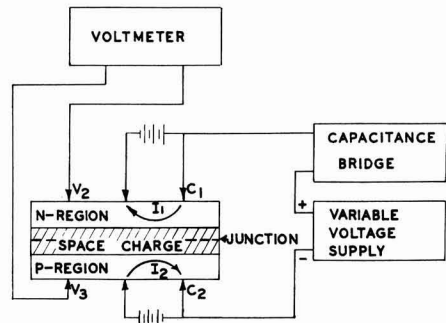 VOLTMETER
CAPACITANCE
BRIDGE
V2
I1
C1
N-REGION
+
VARIABLE
VOLTAGE
SUPPLY
-
SPACE CHARGE
JUNCTION
P-REGION
I2
V3
C2